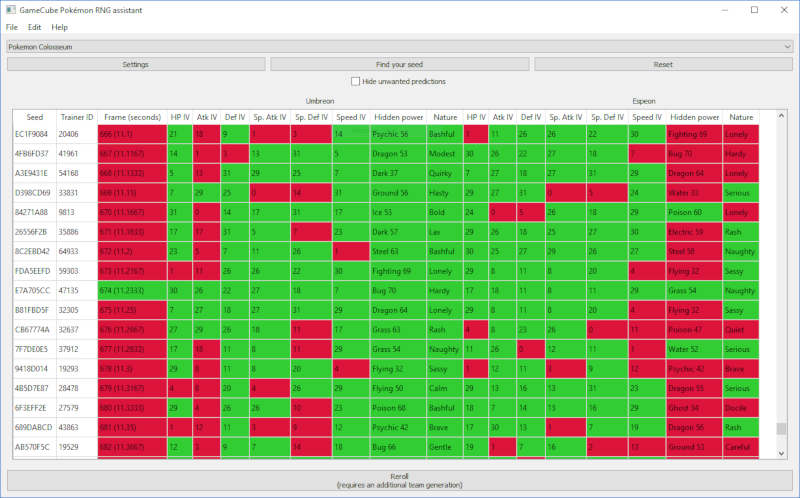 GameCube Pokémon RNG assistant
File Edit Help
Pokemon Colosseum
Settings Find your seed Reset
Hide unwanted predictions
Umbreon Espeon
Seed Trainer ID Frame (seconds) HP IV Atk IV Def IV Sp. Atk IV Sp. Def IV Speed IV Hidden power Nature HP IV Atk IV Def IV Sp. Atk IV Sp. Def IV Speed IV Hidden power Nature
EC1F9084 20406 666 (11.1) 21 18 9 1 3 14 Psychic 56 Bashful 1 11 26 26 22 30 Fighting 69 Lonely
4FB6FD37 41961 667 (11.1167) 14 1 3 13 31 5 Dragon 53 Modest 30 26 22 27 18 7 Bug 70 Hardy
A3E9431E 54168 668 (11.1333) 5 13 31 29 25 7 Dark 37 Quirky 7 27 18 27 31 29 Dragon 64 Lonely
D398CD69 33831 669 (11.15) 7 29 25 0 14 31 Ground 56 Hasty 29 27 31 0 5 24 Water 33 Serious
84271A88 9813 670 (11.1667) 31 0 14 17 31 17 Ice 53 Bold 24 0 5 26 18 29 Poison 60 Lonely
26556F2B 35886 671 (11.1833) 17 17 31 5 7 23 Dark 57 Lax 29 26 18 25 27 30 Electric 59 Rash
8C2EBD42 64933 672 (11.2) 23 5 7 11 26 1 Steel 63 Bashful 30 25 27 29 26 27 Steel 58 Naughty
FDA5EEFD 59303 673 (11.2167) 1 11 26 26 22 30 Fighting 69 Lonely 29 8 11 8 20 4 Flying 32 Sassy
E7A705CC 47135 674 (11.2333) 30 26 22 27 18 7 Bug 70 Hardy 17 18 11 8 11 29 Grass 54 Naughty
B81FBD5F 32305 675 (11.25) 7 27 18 27 31 29 Dragon 64 Lonely 29 8 11 8 20 4 Flying 32 Sassy
CB67774A 32637 676 (11.2667) 27 29 26 18 11 17 Grass 63 Rash 4 8 23 26 0 11 Poison 47 Quiet
7F7DE0E5 37912 677 (11.2833) 17 18 11 8 11 29 Grass 54 Naughty 11 26 0 12 11 1 Water 52 Serious
9418D014 19293 678 (11.3) 29 8 11 8 20 4 Flying 32 Sassy 1 12 11 3 9 12 Psychic 42 Brave
4B5D7E87 28478 679 (11.3167) 4 8 20 4 26 29 Flying 50 Calm 29 13 16 13 31 23 Dragon 55 Serious
6F3EFF2E 27579 680 (11.3333) 29 4 26 26 10 23 Poison 68 Bashful 18 7 14 13 16 29 Ghost 34 Docile
689DABCD 43863 681 (11.35) 1 12 11 3 9 12 Psychic 42 Brave 17 30 13 1 7 19 Dragon 56 Rash
AB570F5C 19529 682 (11.3667) 12 3 9 7 14 18 Bug 66 Gentle 19 1 7 16 2 13 Ground 53 Careful
Reroll
(requires an additional team generation)